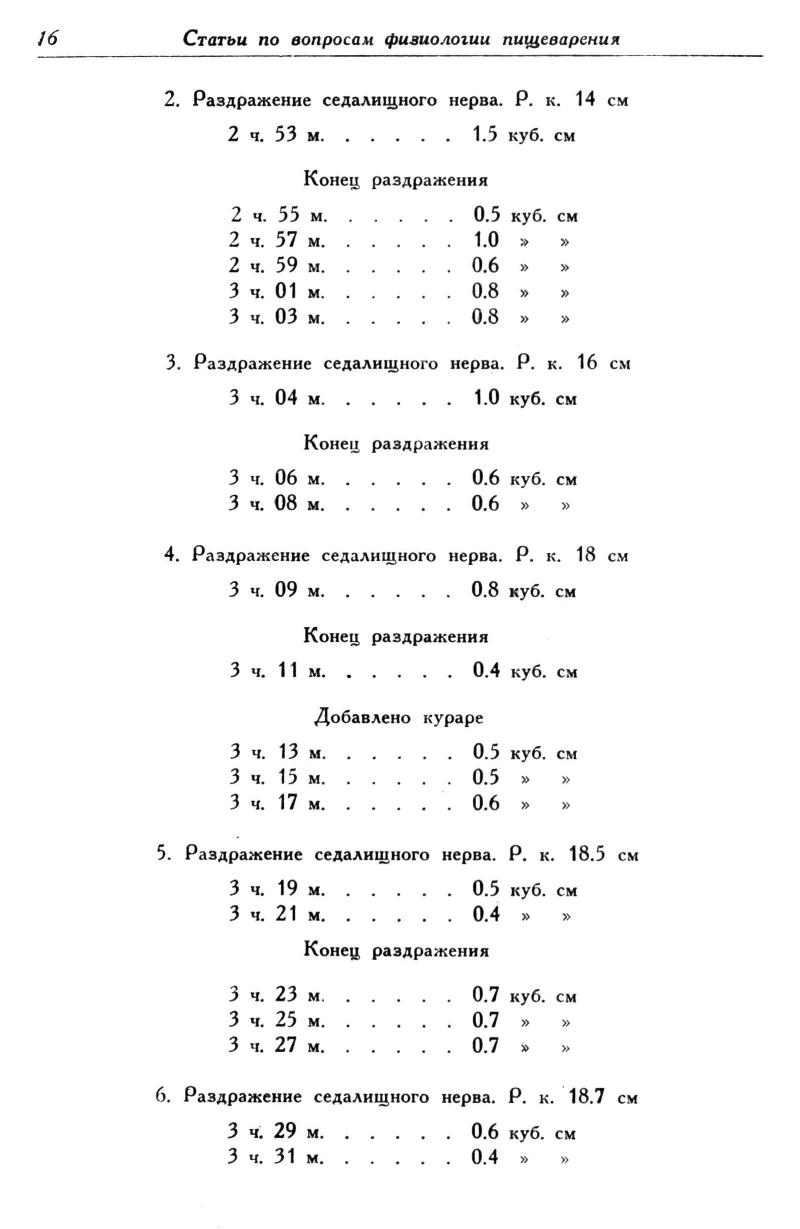 16 Статьи по вопросам физиологии пищеварения
2. Раздражение седалищного нерва. Р. к. 14 см
2 ч. 53 м. . . . . . 1.5 куб. см
Конец раздражения
2 ч. 55 м. . . . . . 0.5 куб. см
2 ч. 57 м. . . . . . 1.0 » »
2 ч. 59 м. . . . . . 0.6 » »
3 ч. 01 м. . . . . . 0.8 » »
3 ч. 03 м. . . . . . 0.8 » »
3. Раздражение седалищного нерва. Р. к. 16 см
3 ч. 04 м. . . . . . 1.0 куб. см
Конец раздражения
3 ч. 06 м. . . . . . 0.6 куб. см
3 ч. 08 м. . . . . . 0.6 » »
4. Раздражение седалищного нерва. Р. к. 18 см
3 ч. 09 м. . . . . . 0.8 куб. см
Конец раздражения
3 ч. 11 м. . . . . . 0.4 куб. см
Добавлено кураре
3 ч. 13 м. . . . . . 0.5 куб. см
3 ч. 15 м. . . . . . 0.5 » »
3 ч. 17 м. . . . . . 0.6 » »
5. Раздражение седалищного нерва. Р. к. 18.5 см
3 ч. 19 м. . . . . . 0.5 куб. см
3 ч. 21 м. . . . . . 0.4 » »
Конец раздражения
3 ч. 23 м. . . . . . 0.7 куб. см
3 ч. 25 м. . . . . . 0.7 » »
3 ч. 27 м. . . . . . 0.7 » »
6. Раздражение седалищного нерва. Р. к. 18.7 см
3 ч. 29 м. . . . . . 0.6 куб. см
3 ч. 31 м. . . . . . 0.4 » »